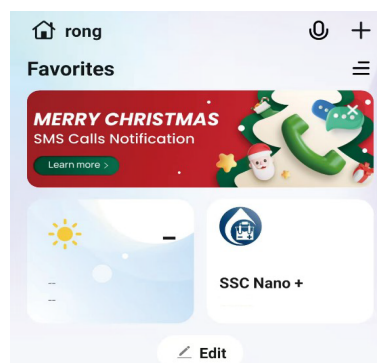 rong
Favorites
MERRY CHRISTMAS
SMS Calls Notification
Learn more >
--
--
SSC Nano +
Edit